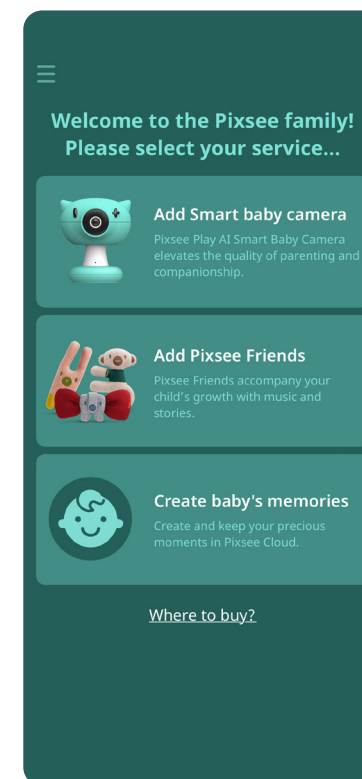 Welcome to the Pixsee family!
Please select your service...
Add Smart baby camera
Pixsee Play AI Smart Baby Camera
elevates the quality of parenting and
companionship.
Add Pixsee Friends
Pixsee Friends accompany your
child's growth with music and
stories.
Create baby's memories
Create and keep your precious
moments in Pixsee Cloud.
Where to buy?